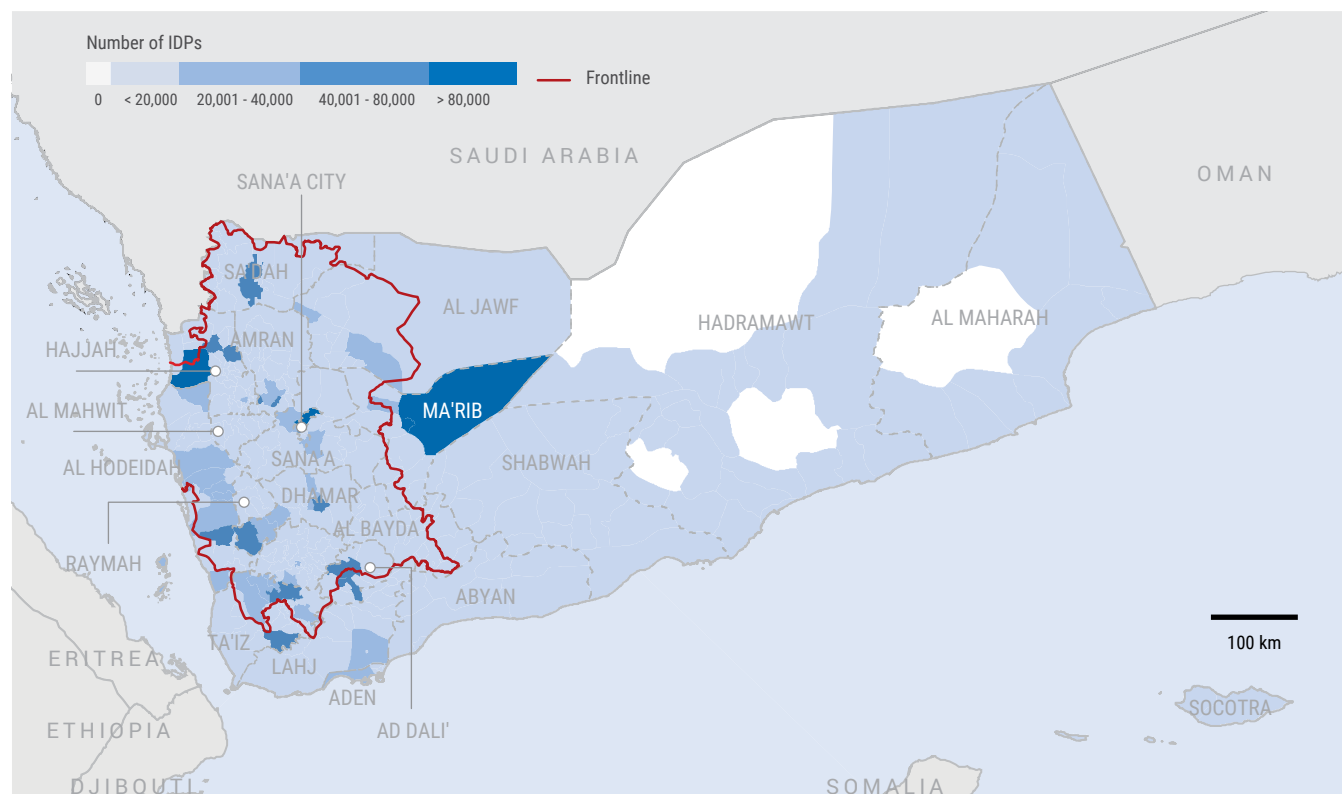 Number of IDPs
0
< 20,000
20,001 - 40,000
40,001 - 80,000
> 80,000
Frontline
SAUDI ARABIA
OMAN
SANA'A CITY
SA'DAH
AL JAWF
HADRAMAWT
AL MAHARAH
HAJJAH
AMRAN
AL MAHWIT
MA'RIB
AL HODEIDAH
SANA'A
SHABWAH
DHAMAR
AL BAYDA
RAYMAH
ABYAN
TA'IZ
LAHJ
ERITREA
ADEN
100 km
SOCOTRA
ETHIOPIA
AD DALI'
DJIBOUTI
SOMALIA